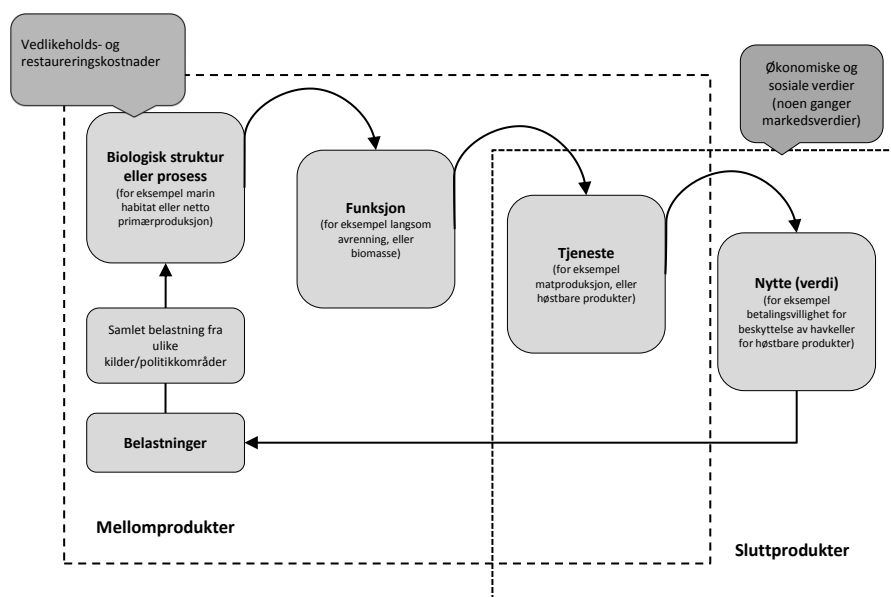 Vedlikeholds- og
restaureringskostnader
Økonomiske og
sosiale verdier
(noen ganger
markedsverdier)
Biologisk struktur
eller prosess
(for eksempel marin
habitat eller netto
primærproduksjon)
Funksjon
(for eksempel langsom
avrenning, eller
biomasse)
Tjeneste
(for eksempel
matproduksjon, eller
høstbare produkter)
Nytte (verdi)
(for eksempel
betalingsvillighet for
beskyttelse av havkeller
for høstbare produkter)
Samlet belastning fra
ulike
kilder/politikkområder
Belastninger
Mellomprodukter
Sluttprodukter